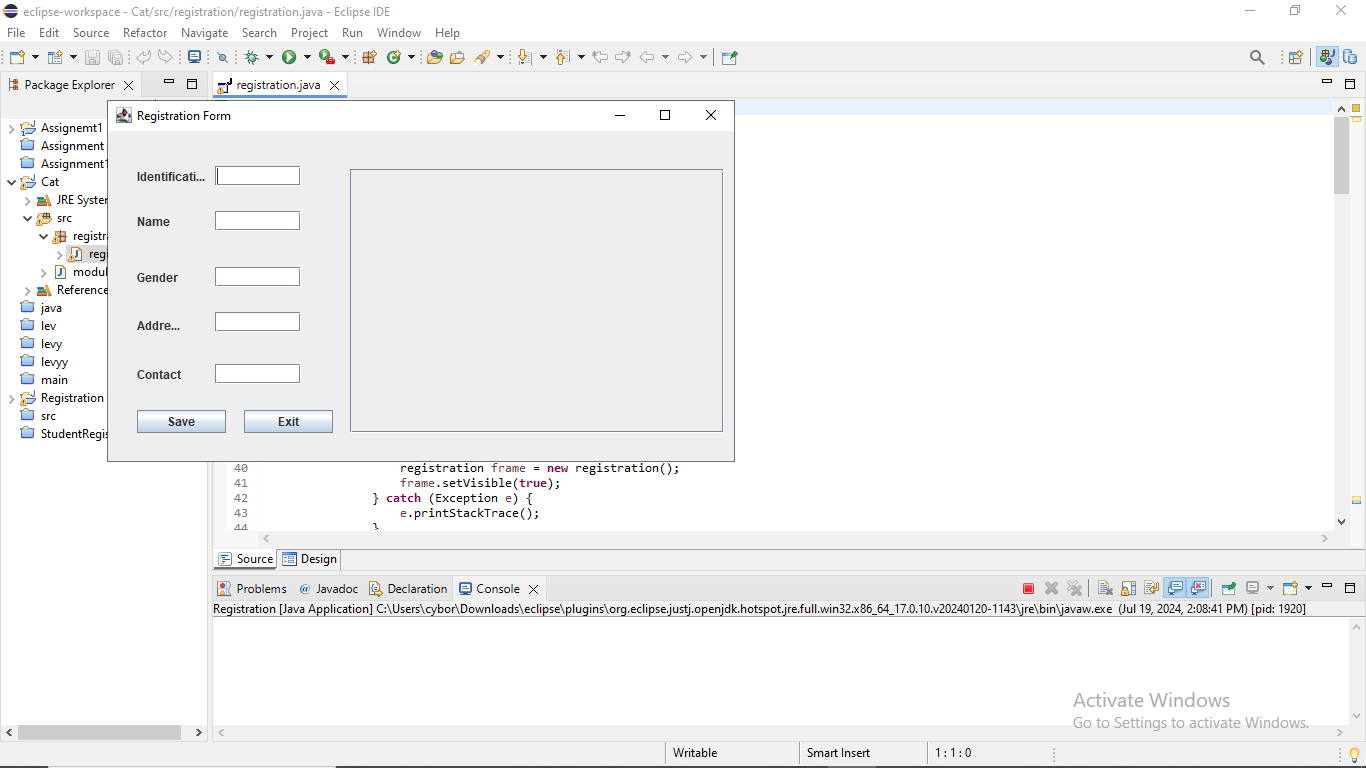 eclipse-workspace - Cat/src/registration/registration.java - Eclipse IDE
File Edit Source Refactor Navigate Search Project Run Window Help
Package Explorer
registration.java
Registration Form
Assignemt1
Assignment
Assignment1
Cat
JRE System
src
registra
regi
modul
Reference
java
lev
levy
levyy
main
Registration
src
StudentRegis
Identificati...
Name
Gender
Addre...
Contact
Save Exit
40 registration frame = new registration();
41 frame.setVisible(true);
42 } catch (Exception e) {
43 e.printStackTrace();
44 }
Source Design
Problems @ Javadoc Declaration Console
Registration [Java Application] C:\Users\cybor\Downloads\eclipse\plugins\org.eclipse.justj.openjdk.hotspot.jre.full.win32.x86_64_17.0.10.v20240120-1143\jre\bin\javaw.exe (Jul 19, 2024, 2:08:41 PM) [pid: 1920]
Activate Windows
Go to Settings to activate Windows.
Writable Smart Insert 1 : 1 : 0